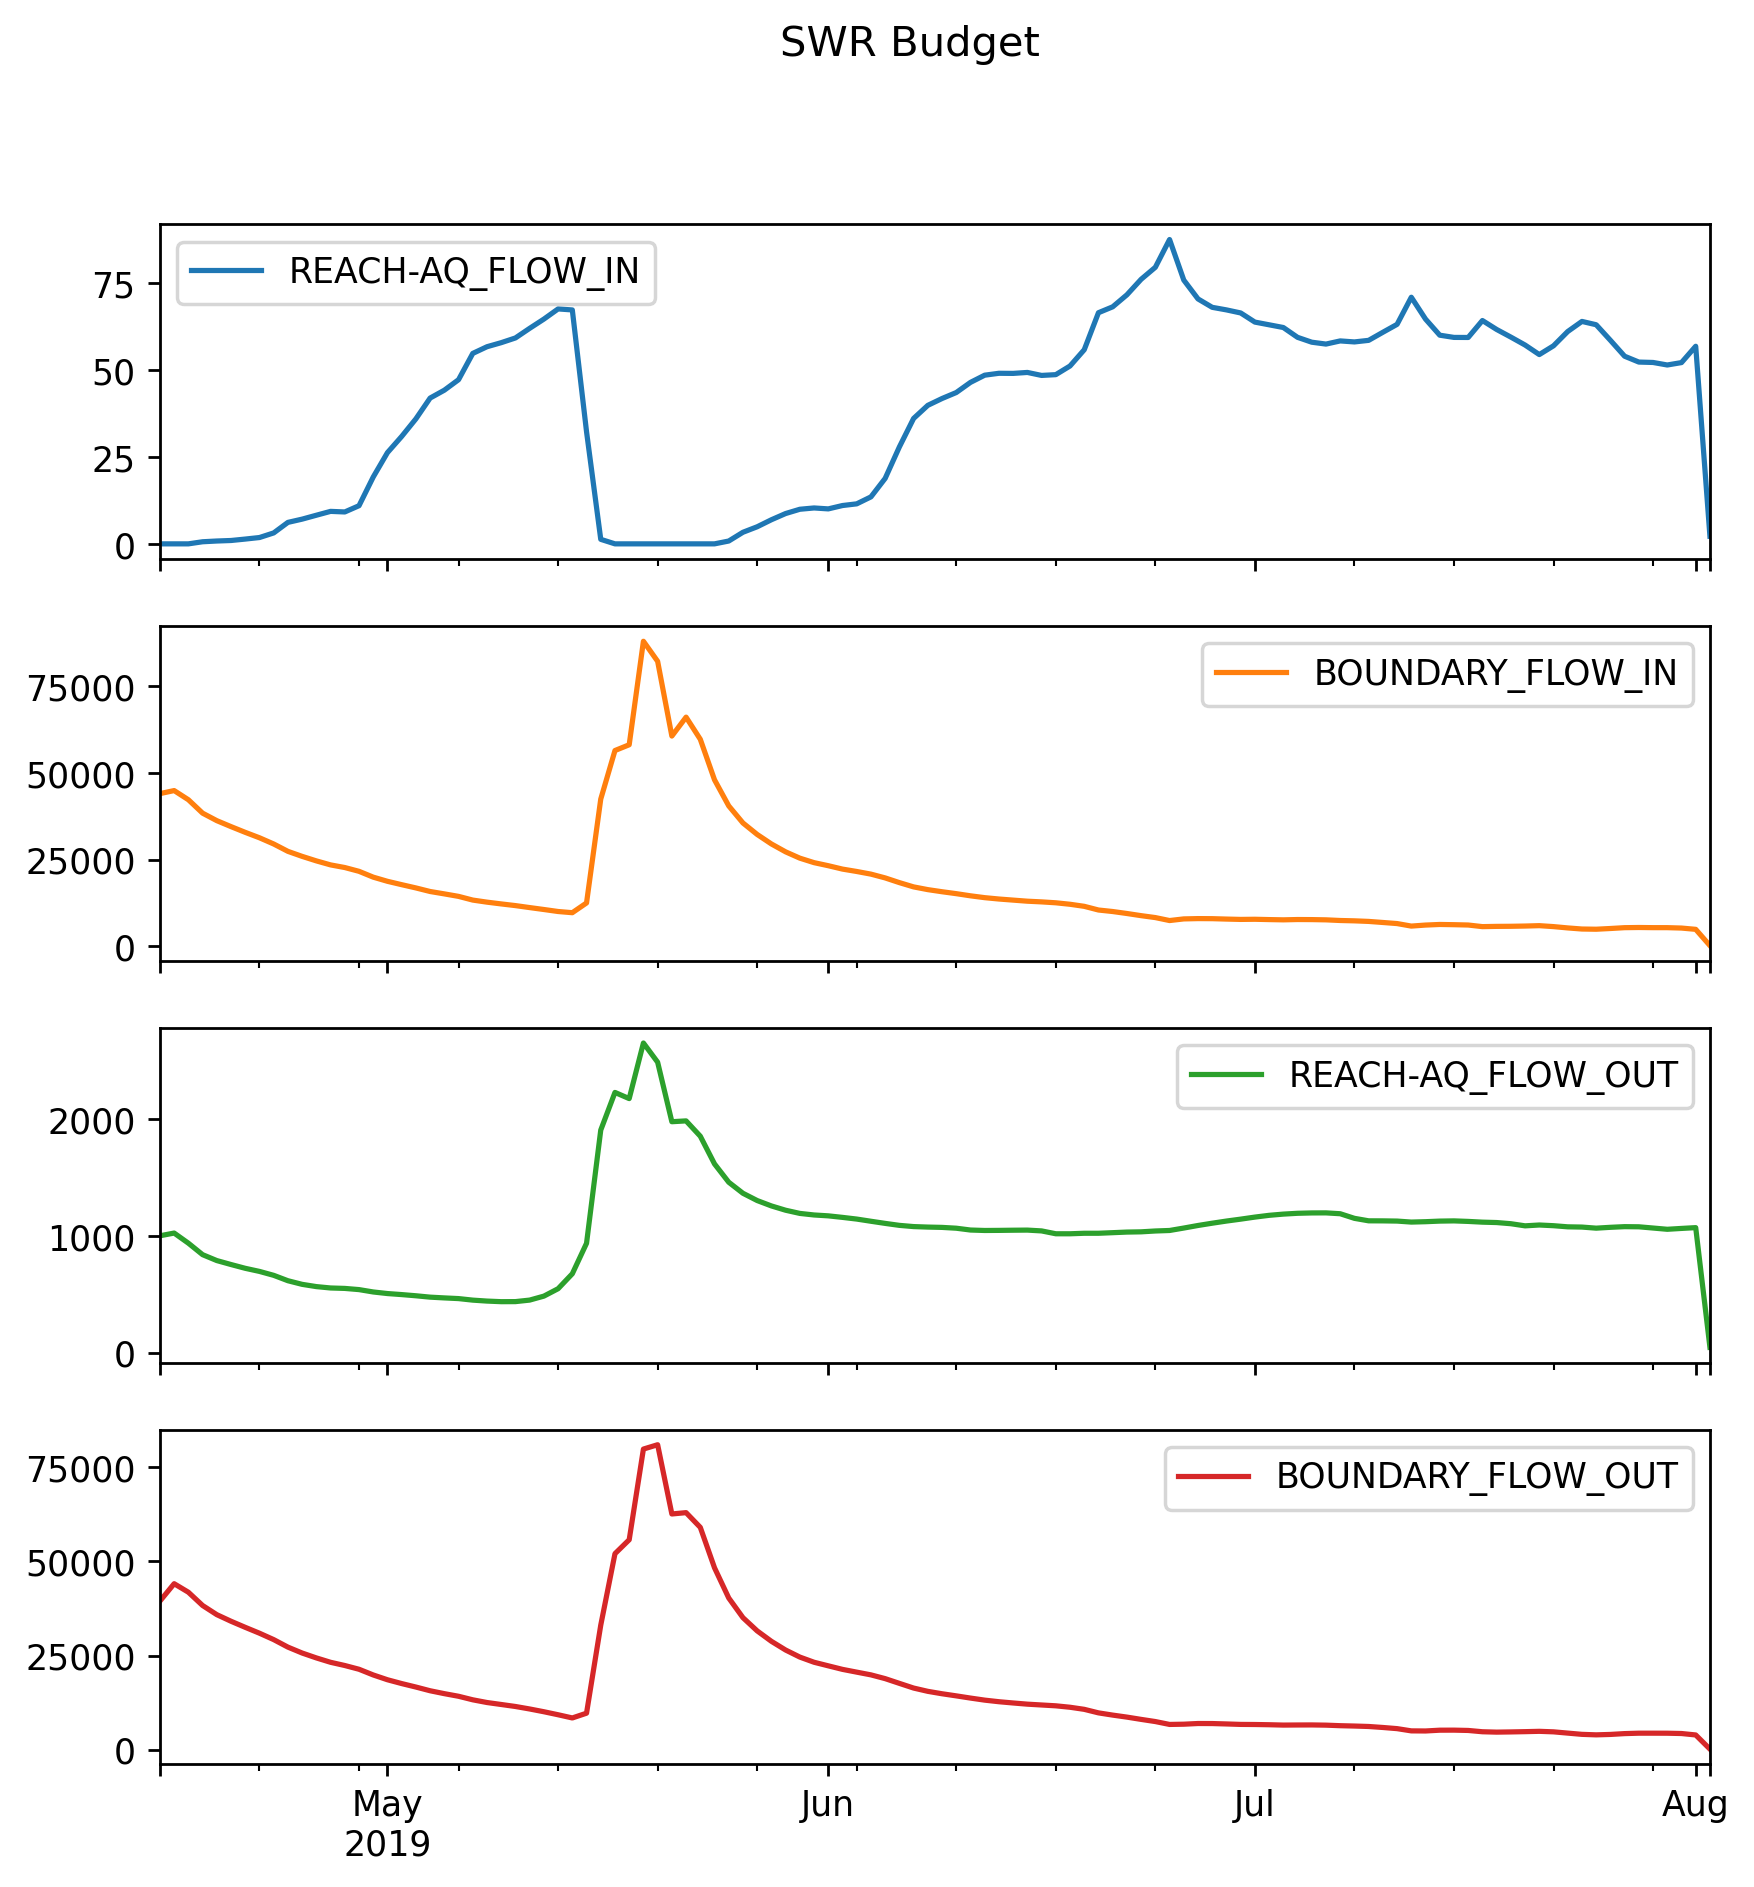 SWR Budget
REACH-AQ_FLOW_IN
75
50
25
0
BOUNDARY_FLOW_IN
75000
50000
25000
0
REACH-AQ_FLOW_OUT
2000
1000
0
BOUNDARY_FLOW_OUT
75000
50000
25000
0
May Jun Jul Aug
2019